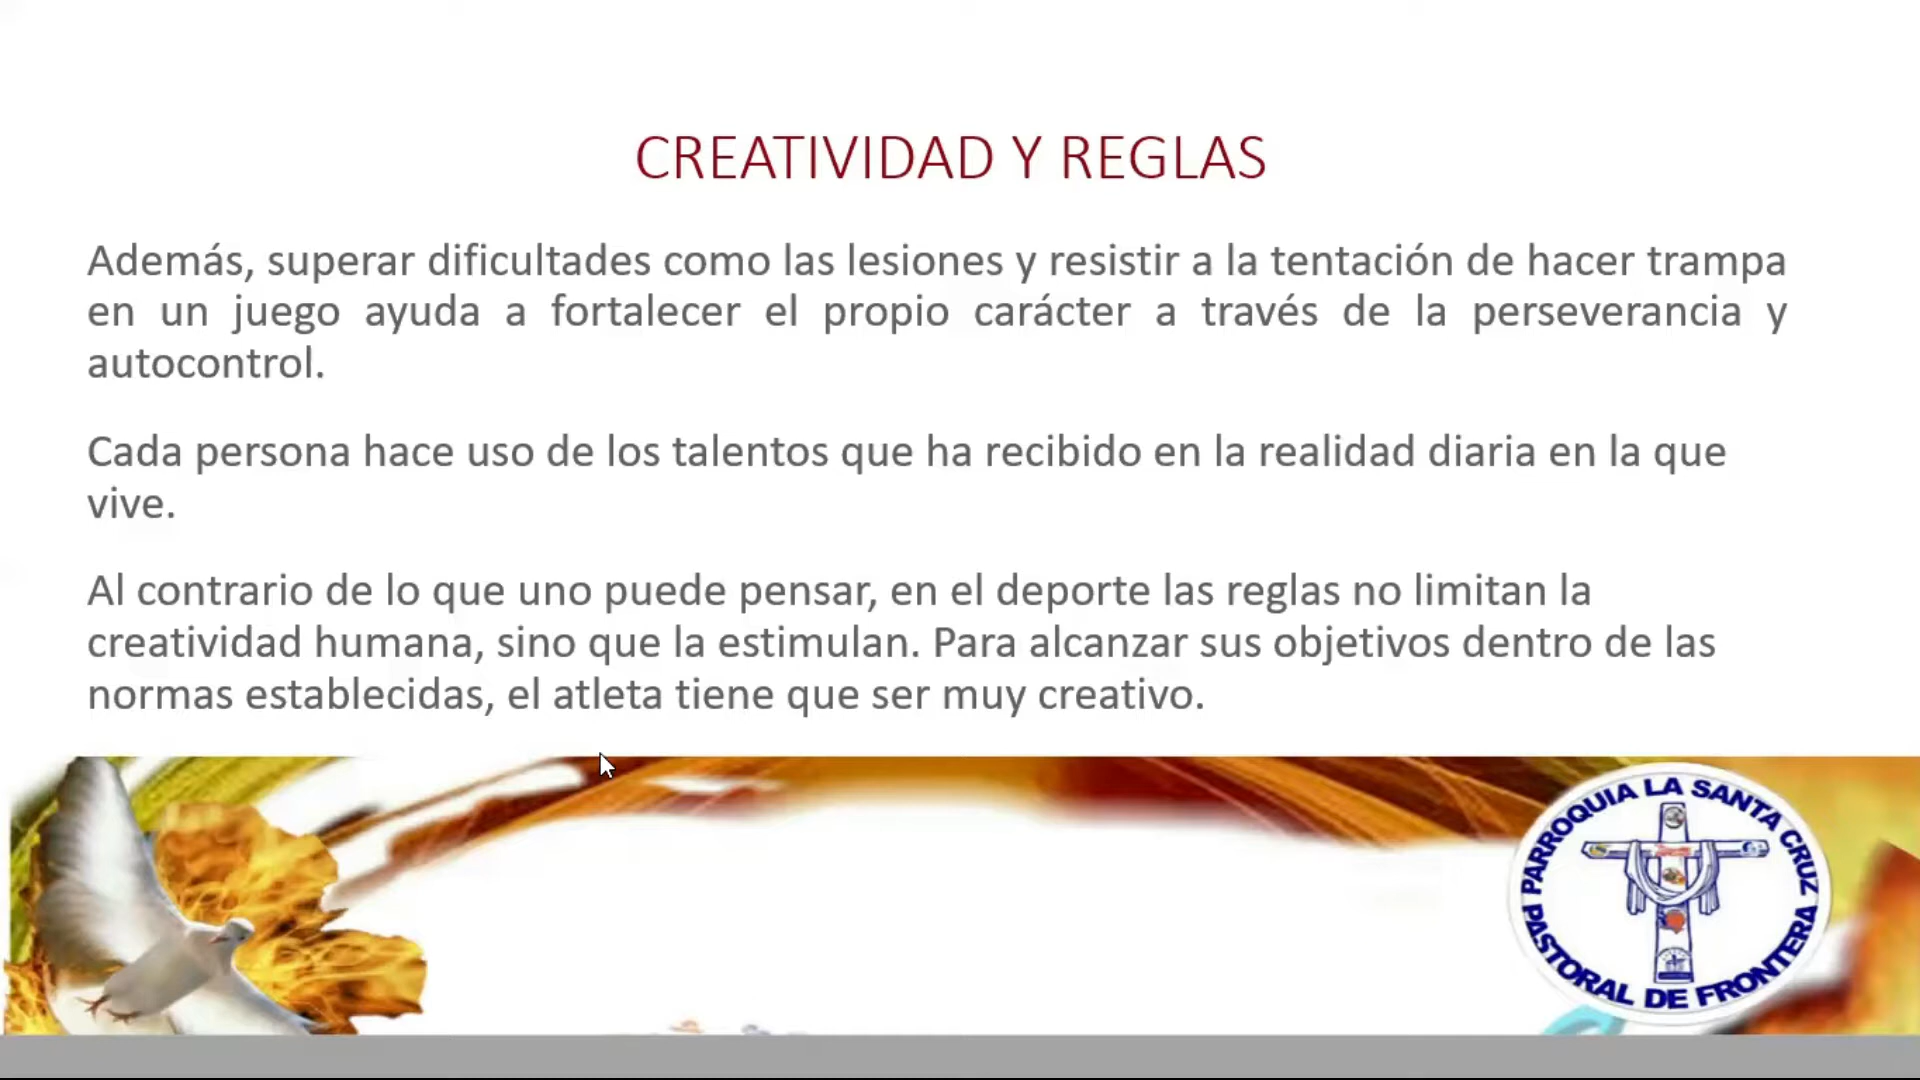 CREATIVIDAD Y REGLAS
Además, superar dificultades como las lesiones y resistir a la tentación de hacer trampa
en un juego ayuda a fortalecer el propio carácter a través de la perseverancia y
autocontrol.
Cada persona hace uso de los talentos que ha recibido en la realidad diaria en la que
vive.
Al contrario de lo que uno puede pensar, en el deporte las reglas no limitan la
creatividad humana, sino que la estimulan. Para alcanzar sus objetivos dentro de las
normas establecidas, el atleta tiene que ser muy creativo.
PARROQUIA LA SANTA CRUZ
PASTORAL DE FRONTERA